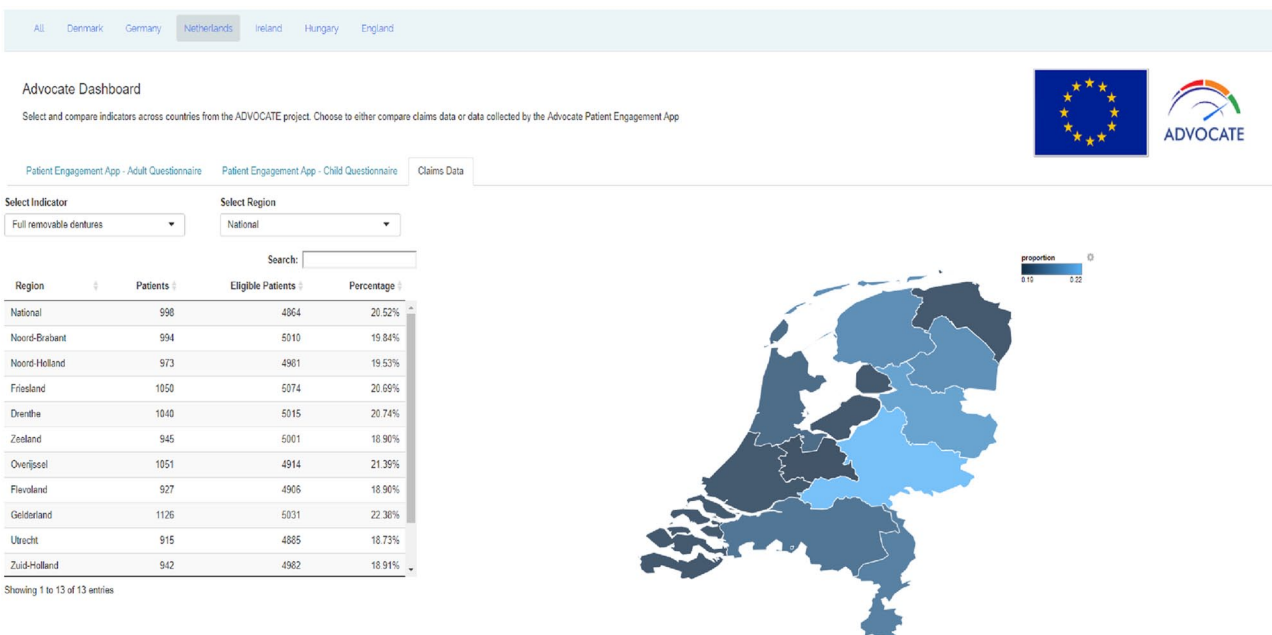 All Denmark Germany Netherlands Ireland Hungary England
Advocate Dashboard
Select and compare indicators across countries from the ADVOCATE project. Choose to either compare claims data or data collected by the Advocate Patient Engagement App
ADVOCATE
Patient Engagement App - Adult Questionnaire Patient Engagement App - Child Questionnaire Claims Data
Select Indicator Select Region
Full removable dentures National
Search:
Region Patients Eligible Patients Percentage
National 998 4864 20.52%
Noord-Brabant 994 5010 19.84%
Noord-Holland 973 4981 19.53%
Friesland 1050 5074 20.69%
Drenthe 1040 5015 20.74%
Zeeland 945 5001 18.90%
Overijssel 1051 4914 21.39%
Flevoland 927 4906 18.90%
Gelderland 1126 5031 22.38%
Utrecht 915 4885 18.73%
Zuid-Holland 942 4982 18.91%
Showing 1 to 13 of 13 entries
proportion
0.19 0.22